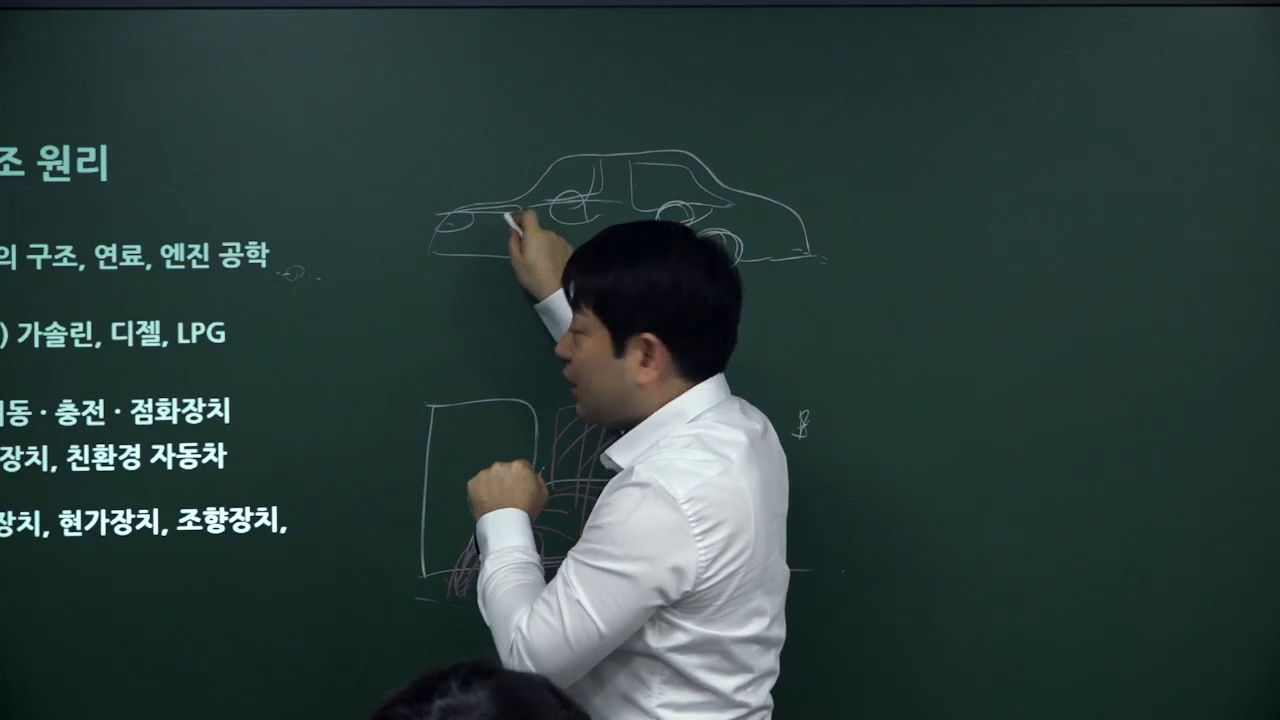 조 원리
의 구조, 연료, 엔진 공학
) 가솔린, 디젤, LPG
동 · 충전 · 점화장치
장치, 친환경 자동차
장치, 현가장치, 조향장치,